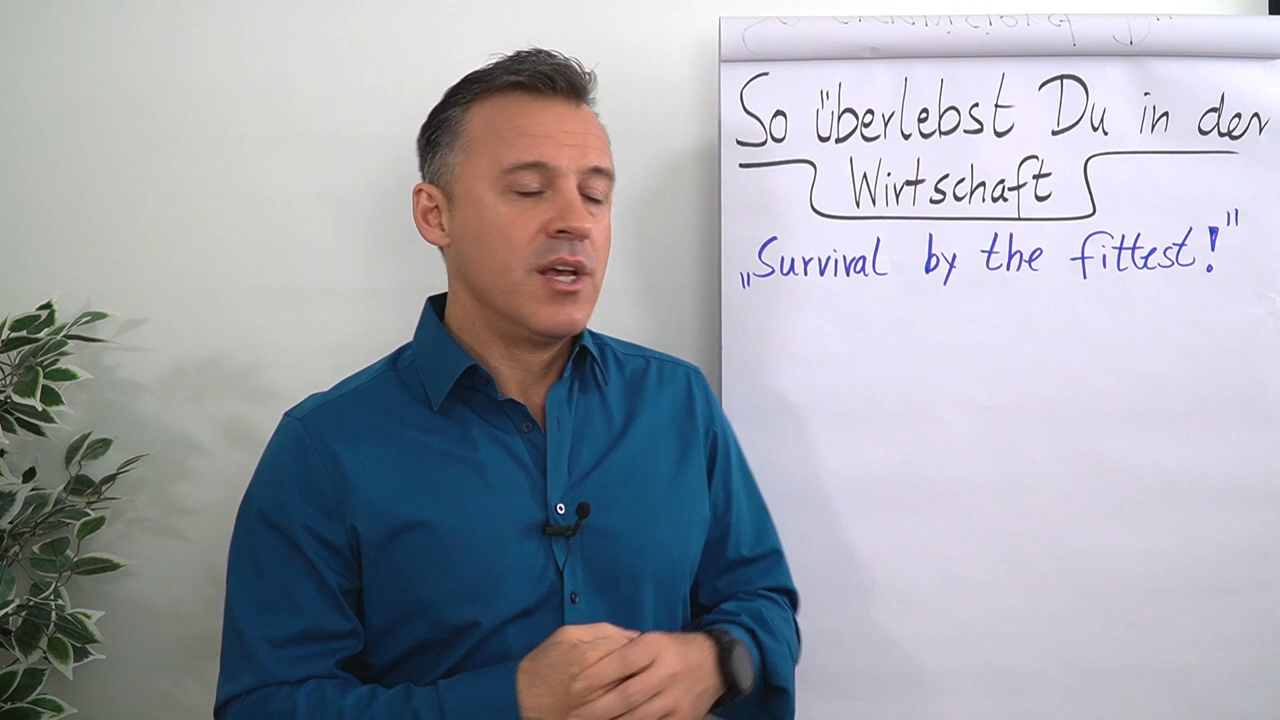 So überlebst Du in der
Wirtschaft
„Survival by the fittest!"